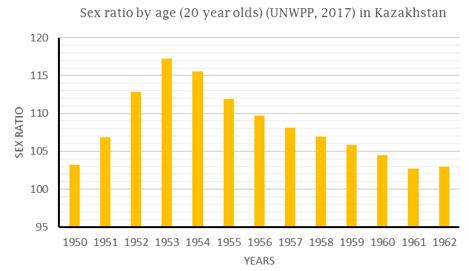 Sex ratio by age (20 year olds) (UNWPP, 2017) in Kazakhstan
120
115
110
105
100
95
SEX RATIO
1950 1951 1952 1953 1954 1955 1956 1957 1958 1959 1960 1961 1962
YEARS